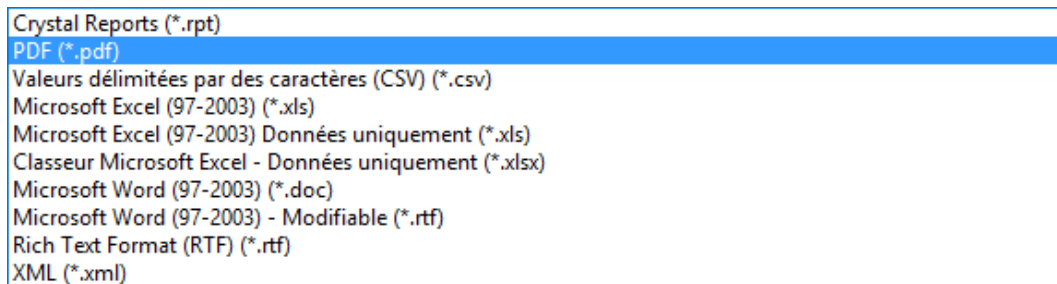 Crystal Reports (*.rpt)
PDF (*.pdf)
Valeurs délimitées par des caractères (CSV) (*.csv)
Microsoft Excel (97-2003) (*.xls)
Microsoft Excel (97-2003) Données uniquement (*.xls)
Classeur Microsoft Excel - Données uniquement (*.xlsx)
Microsoft Word (97-2003) (*.doc)
Microsoft Word (97-2003) - Modifiable (*.rtf)
Rich Text Format (RTF) (*.rtf)
XML (*.xml)